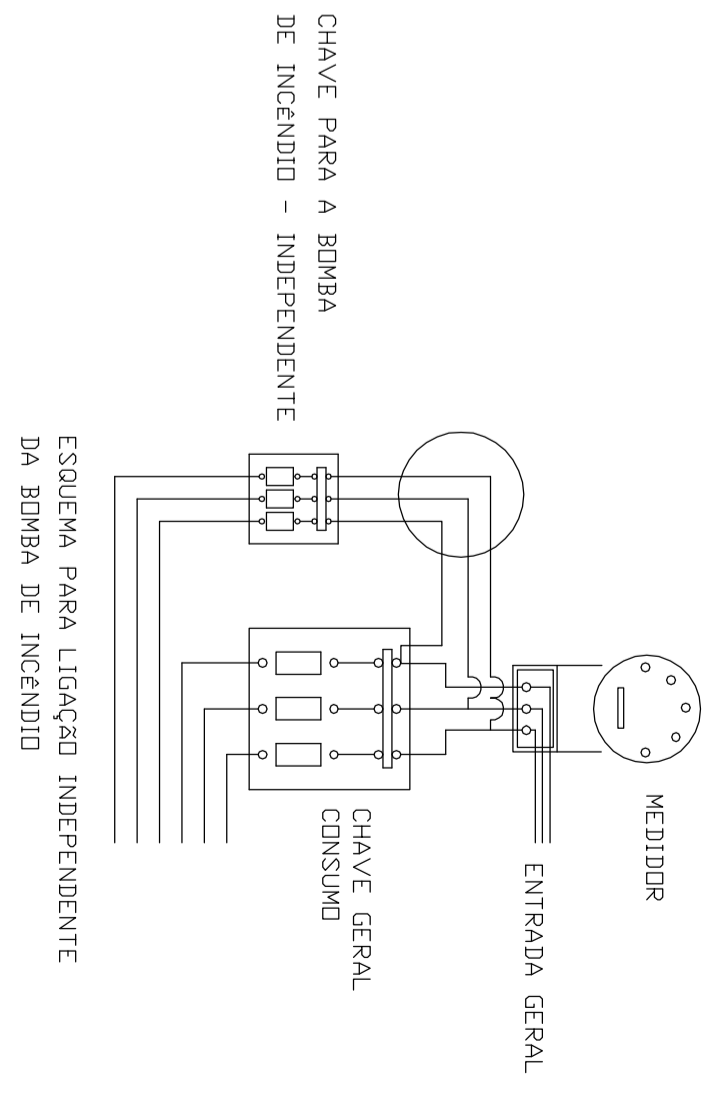 MEDIDOR
ENTRADA GERAL
CHAVE GERAL
CONSUMO
CHAVE PARA A BOMBA
DE INCÊNDIO - INDEPENDENTE
ESQUEMA PARA LIGAÇÃO INDEPENDENTE
DA BOMBA DE INCÊNDIO